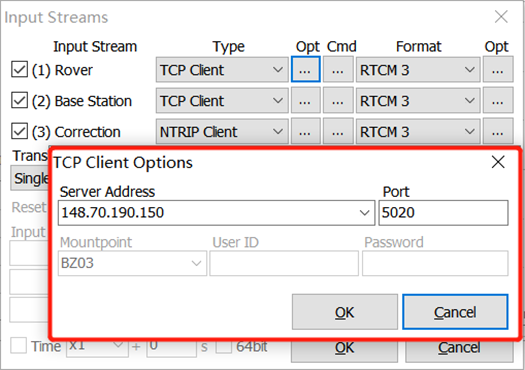 Input Streams
Input Stream Type Opt Cmd Format Opt
(1) Rover TCP Client ... ... RTCM 3 ...
(2) Base Station TCP Client ... ... RTCM 3 ...
(3) Correction NTRIP Client ... ... RTCM 3 ...
Trans
Single
TCP Client Options
Server Address Port
148.70.190.150 5020
Reset
Input
Mountpoint User ID Password
BZ03
OK Cancel
Time x1 + 0 s 64bit OK Cancel